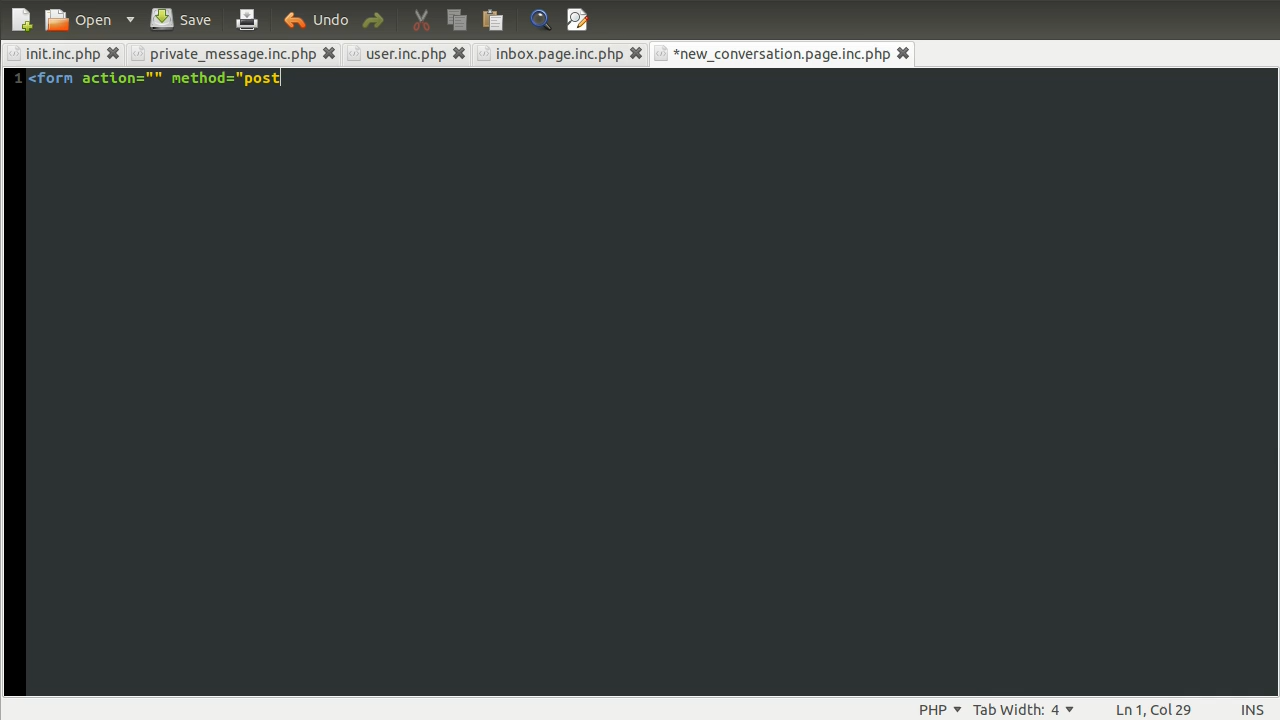 Open Save Undo
init.inc.php private_message.inc.php user.inc.php inbox.page.inc.php *new_conversation.page.inc.php
1 <form action="" method="post
PHP Tab Width: 4 Ln 1, Col 29 INS